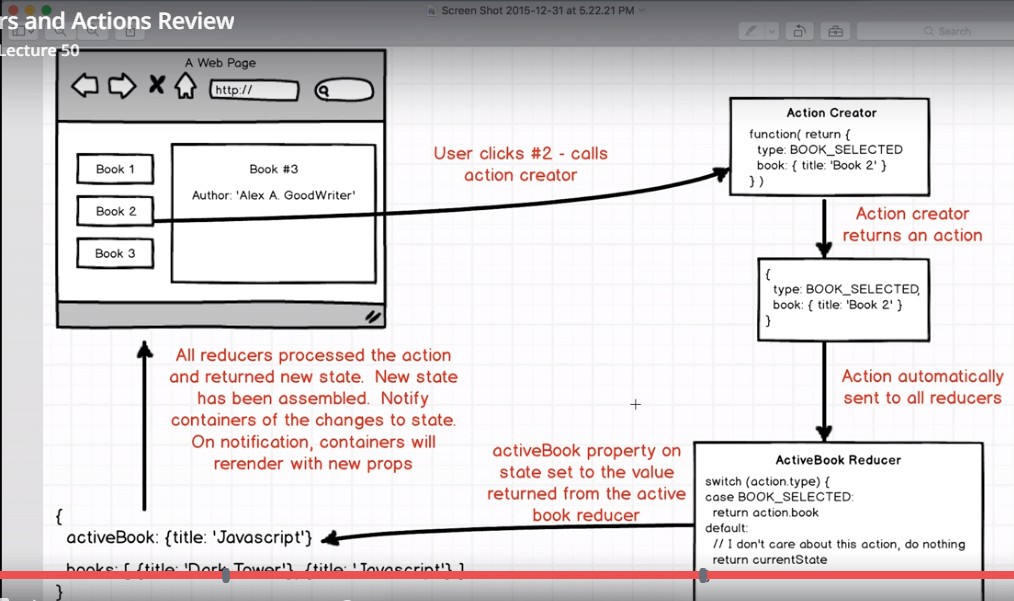 rs and Actions Review
Lecture 50
Screen Shot 2015-12-31 at 5.22.21 PM
Search
A Web Page
http://
Book 1
Book 2
Book 3
Book #3
Author: 'Alex A. GoodWriter'
User clicks #2 - calls
action creator
Action Creator
function( return {
type: BOOK_SELECTED
book: { title: 'Book 2' }
} )
Action creator
returns an action
{
type: BOOK_SELECTED,
book: { title: 'Book 2' }
}
Action automatically
sent to all reducers
ActiveBook Reducer
switch (action.type) {
case BOOK_SELECTED:
return action.book
default:
// I don't care about this action, do nothing
return currentState
activeBook property on
state set to the value
returned from the active
book reducer
All reducers processed the action
and returned new state. New state
has been assembled. Notify
containers of the changes to state.
On notification, containers will
rerender with new props
{
activeBook: {title: 'Javascript'}
books: [ {title: 'Dark Tower'}, {title: 'Javascript'} ]
}